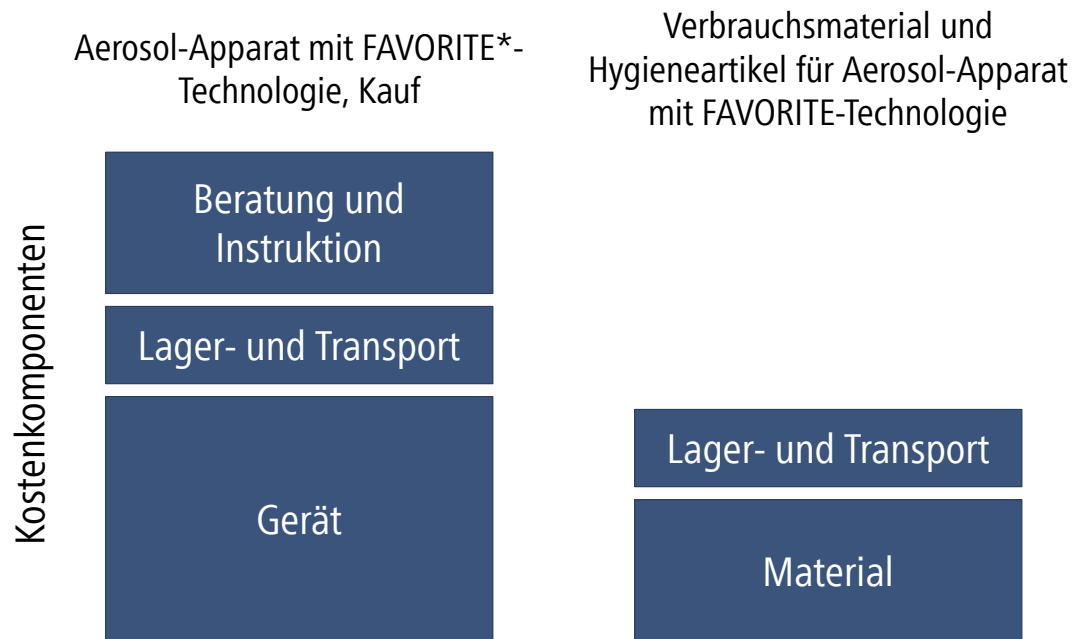 Aerosol-Apparat mit FAVORITE*-
Technologie, Kauf
Verbrauchsmaterial und
Hygieneartikel für Aerosol-Apparat
mit FAVORITE-Technologie
Kostenkomponenten
Beratung und
Instruktion
Lager- und Transport
Gerät
Lager- und Transport
Material